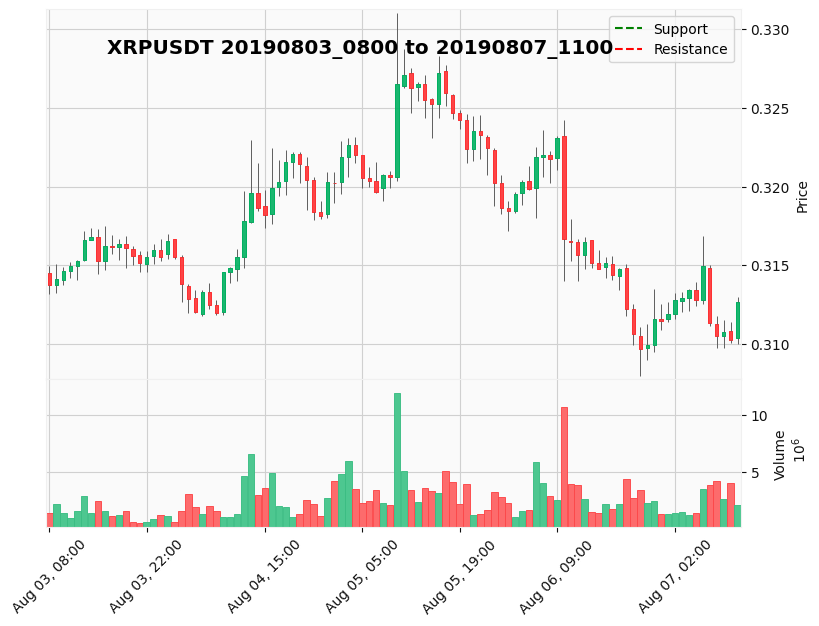 XRPUSDT 20190803_0800 to 20190807_1100
Support
Resistance
0.330
0.325
0.320
0.315
0.310
Price
10
5
Volume
10^6
Aug 03, 08:00
Aug 03, 22:00
Aug 04, 15:00
Aug 05, 05:00
Aug 05, 19:00
Aug 06, 09:00
Aug 07, 02:00